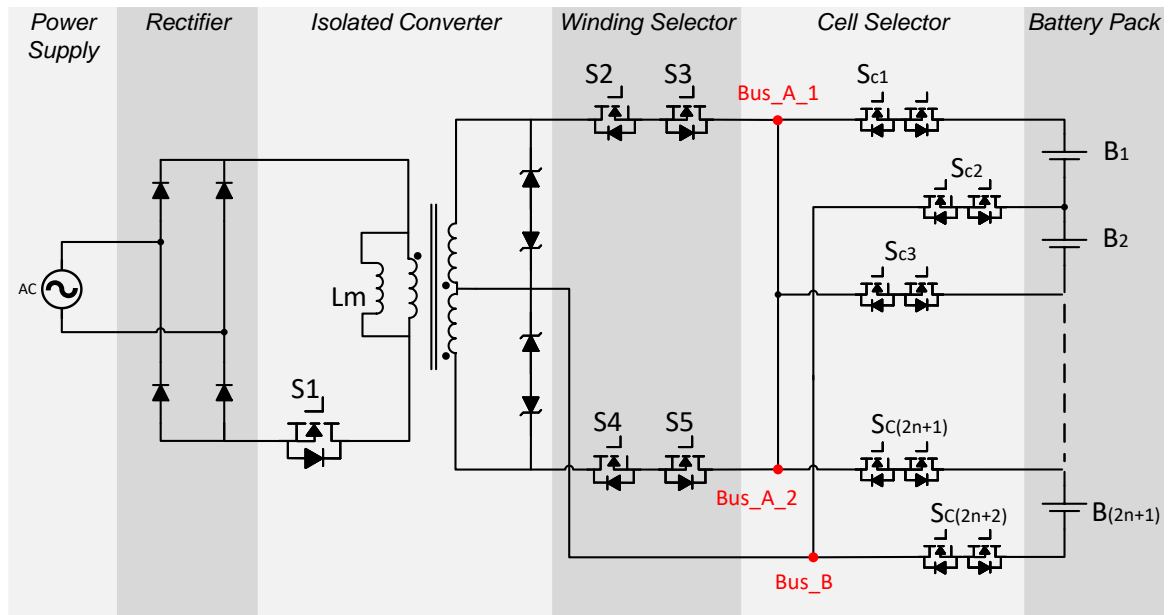 Power Supply
Rectifier
Isolated Converter
Winding Selector
Cell Selector
Battery Pack
S2
S3
Bus_A_1
Sc1
B1
Sc2
B2
Sc3
AC
Lm
S1
S4
S5
Bus_A_2
SC(2n+1)
B(2n+1)
SC(2n+2)
Bus_B